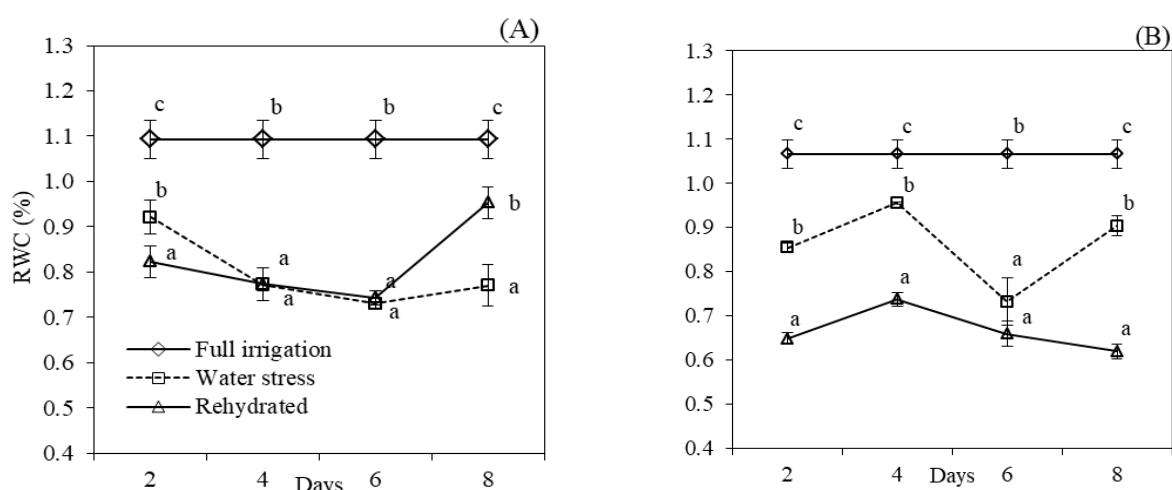 (A)
1.3
1.2
1.1
1.0
0.9
0.8
0.7
0.6
0.5
0.4
RWC (%)
c
b
b
c
b
a
a
b
a
a
a
a
Full irrigation
Water stress
Rehydrated
2
4
6
8
Days
(B)
1.3
1.2
1.1
1.0
0.9
0.8
0.7
0.6
0.5
0.4
c
c
b
c
b
b
a
b
a
a
a
a
2
4
6
8
Days